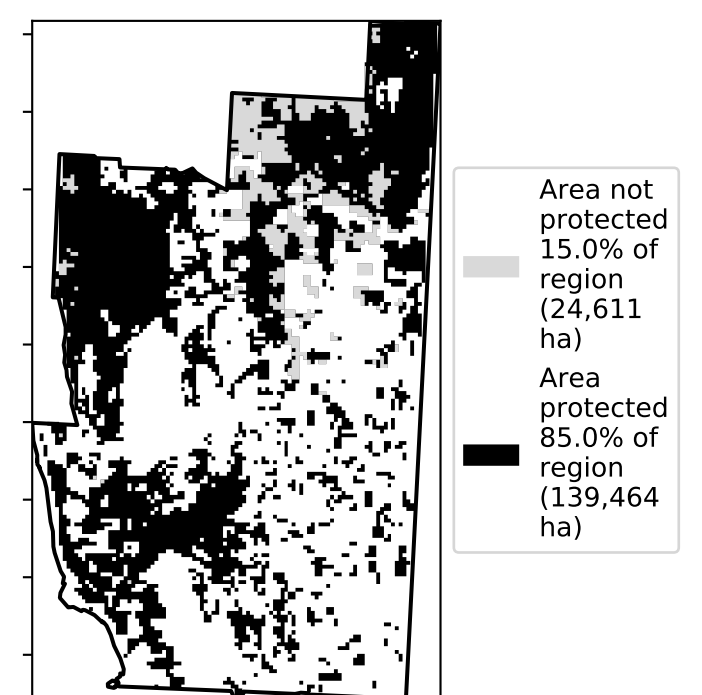 Area not
protected
15.0% of
region
(24,611
ha)
Area
protected
85.0% of
region
(139,464
ha)